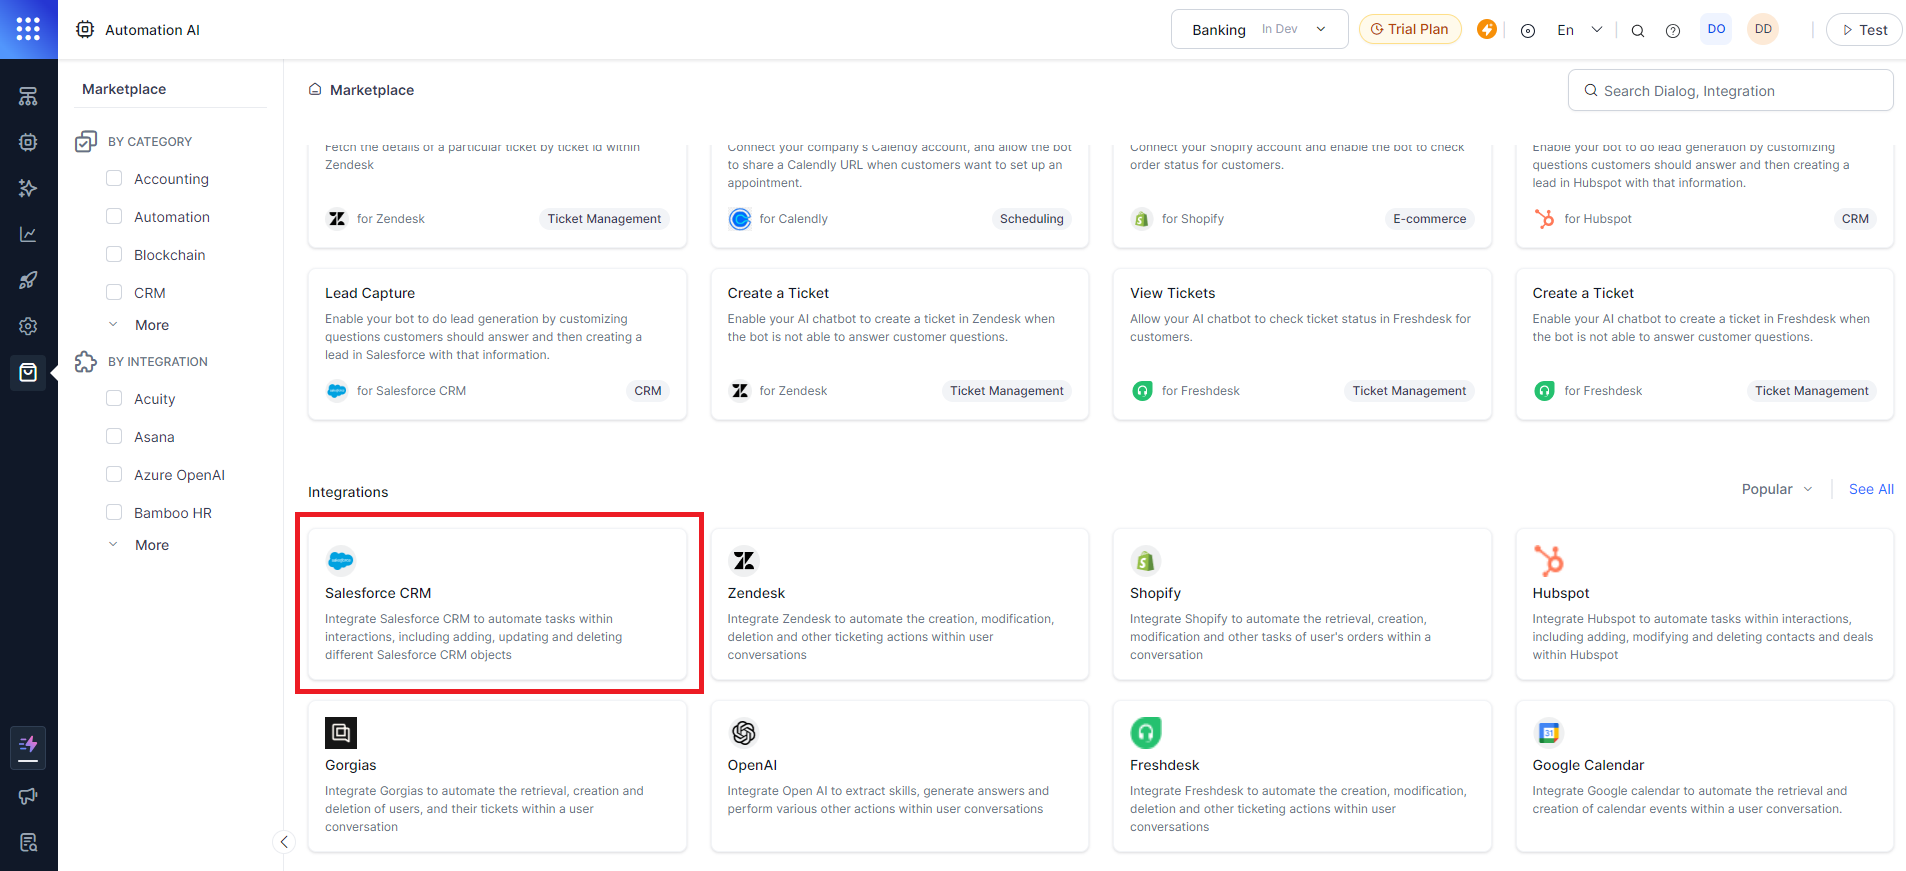 Automation AI
Banking In Dev
Trial Plan
En
DO
DD
Test
Marketplace
BY CATEGORY
Accounting
Automation
Blockchain
CRM
More
BY INTEGRATION
Acuity
Asana
Azure OpenAI
Bamboo HR
More
Marketplace
Search Dialog, Integration
Fetch the details of a particular ticket by ticket id within
Zendesk
for Zendesk
Ticket Management
Connect your company's Calendy account, and allow the bot
to share a Calendly URL when customers want to set up an
appointment.
for Calendly
Scheduling
Connect your Shopify account and enable the bot to check
order status for customers.
for Shopify
E-commerce
Enable your bot to do lead generation by customizing
questions customers should answer and then creating a
lead in Hubspot with that information.
for Hubspot
CRM
Lead Capture
Enable your bot to do lead generation by customizing
questions customers should answer and then creating a
lead in Salesforce with that information.
for Salesforce CRM
CRM
Create a Ticket
Enable your AI chatbot to create a ticket in Zendesk when
the bot is not able to answer customer questions.
for Zendesk
Ticket Management
View Tickets
Allow your AI chatbot to check ticket status in Freshdesk for
customers.
for Freshdesk
Ticket Management
Create a Ticket
Enable your AI chatbot to create a ticket in Freshdesk when
the bot is not able to answer customer questions.
for Freshdesk
Ticket Management
Integrations
Popular
See All
Salesforce CRM
Integrate Salesforce CRM to automate tasks within
interactions, including adding, updating and deleting
different Salesforce CRM objects
Zendesk
Integrate Zendesk to automate the creation, modification,
deletion and other ticketing actions within user
conversations
Shopify
Integrate Shopify to automate the retrieval, creation,
modification and other tasks of user's orders within a
conversation
Hubspot
Integrate Hubspot to automate tasks within interactions,
including adding, modifying and deleting contacts and deals
within Hubspot
Gorgias
Integrate Gorgias to automate the retrieval, creation and
deletion of users, and their tickets within a user
conversation
OpenAI
Integrate Open AI to extract skills, generate answers and
perform various other actions within user conversations
Freshdesk
Integrate Freshdesk to automate the creation, modification,
deletion and other ticketing actions within user
conversations
31
Google Calendar
Integrate Google calendar to automate the retrieval and
creation of calendar events within a user conversation.